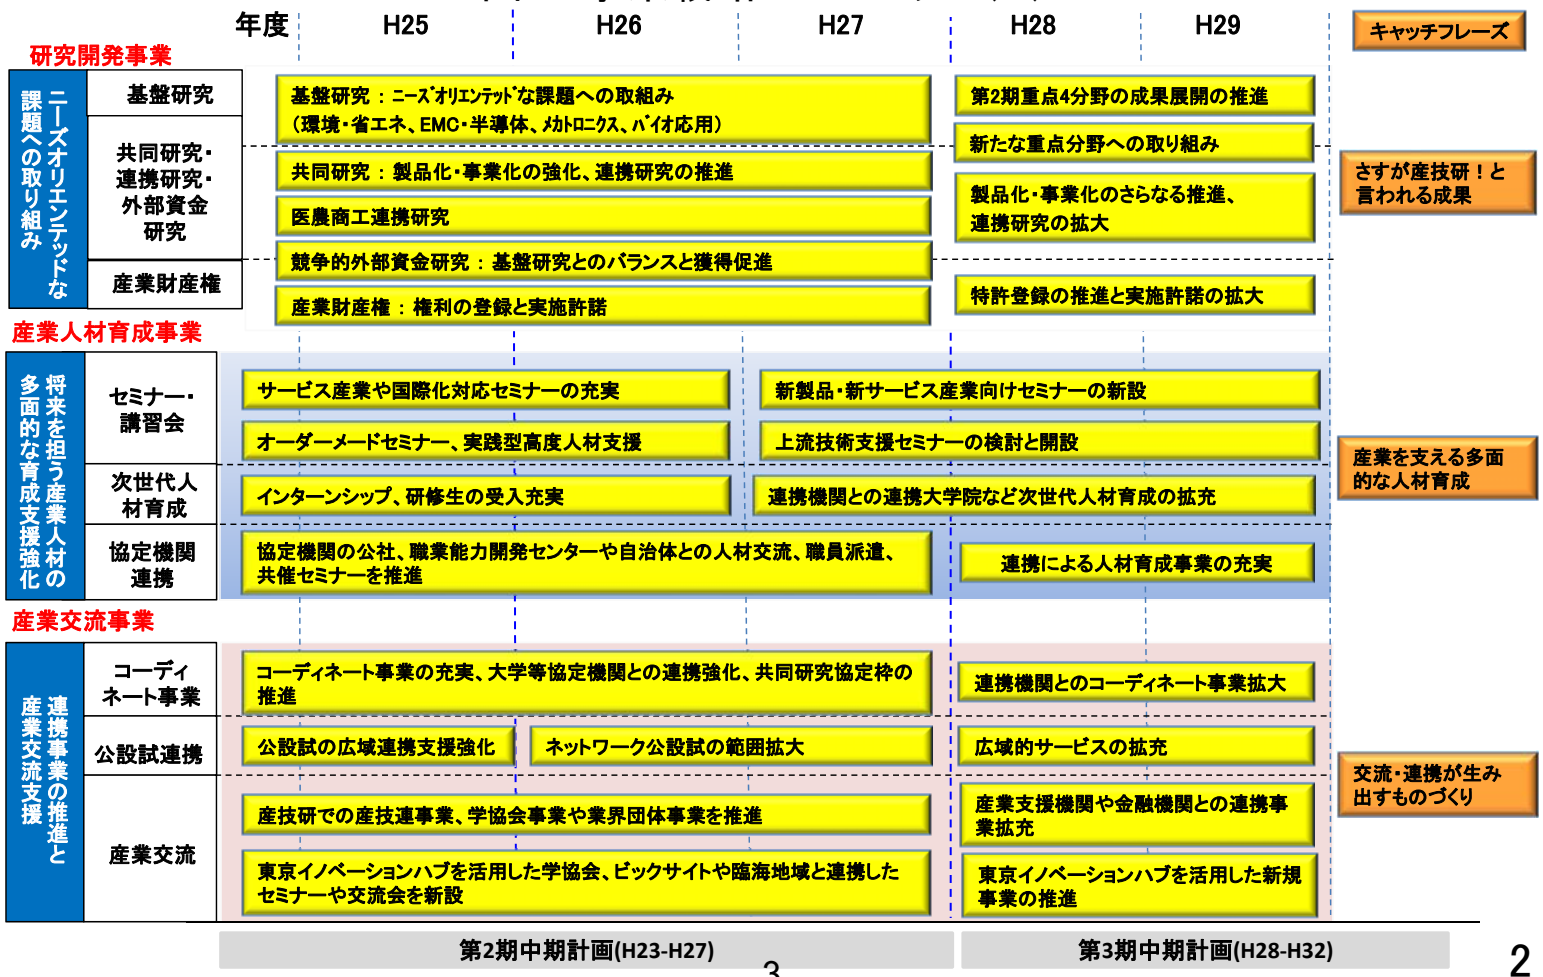 年度 H25 H26 H27 H28 H29
キャッチフレーズ
研究開発事業
ニーズオリエンテッドな
課題への取り組み
基盤研究
共同研究・
連携研究・
外部資金
研究
産業財産権
基盤研究：ニーズオリエンテッドな課題への取組み
（環境・省エネ、EMC・半導体、メカトロニクス、バイオ応用）
共同研究：製品化・事業化の強化、連携研究の推進
医農商工連携研究
競争的外部資金研究：基盤研究とのバランスと獲得促進
産業財産権：権利の登録と実施許諾
第2期重点4分野の成果展開の推進
新たな重点分野への取り組み
製品化・事業化のさらなる推進、
連携研究の拡大
特許登録の推進と実施許諾の拡大
さすが産技研！と
言われる成果
産業人材育成事業
将来を担う産業人材の
多面的な育成支援強化
セミナー・
講習会
次世代人
材育成
協定機関
連携
サービス産業や国際化対応セミナーの充実
オーダーメードセミナー、実践型高度人材支援
インターンシップ、研修生の受入充実
協定機関の公社、職業能力開発センターや自治体との人材交流、職員派遣、
共催セミナーを推進
新製品・新サービス産業向けセミナーの新設
上流技術支援セミナーの検討と開設
連携機関との連携大学院など次世代人材育成の拡充
連携による人材育成事業の充実
産業を支える多面
的な人材育成
産業交流事業
連携事業の推進と
産業交流支援
コーディ
ネート事業
公設試連携
産業交流
コーディネート事業の充実、大学等協定機関との連携強化、共同研究協定枠の
推進
公設試の広域連携支援強化
ネットワーク公設試の範囲拡大
産技研での産技連事業、学協会事業や業界団体事業を推進
東京イノベーションハブを活用した学協会、ビックサイトや臨海地域と連携した
セミナーや交流会を新設
連携機関とのコーディネート事業拡大
広域的サービスの拡充
産業支援機関や金融機関との連携事
業拡充
東京イノベーションハブを活用した新規
事業の推進
交流・連携が生み
出すものづくり
第2期中期計画(H23-H27)
第3期中期計画(H28-H32)
2